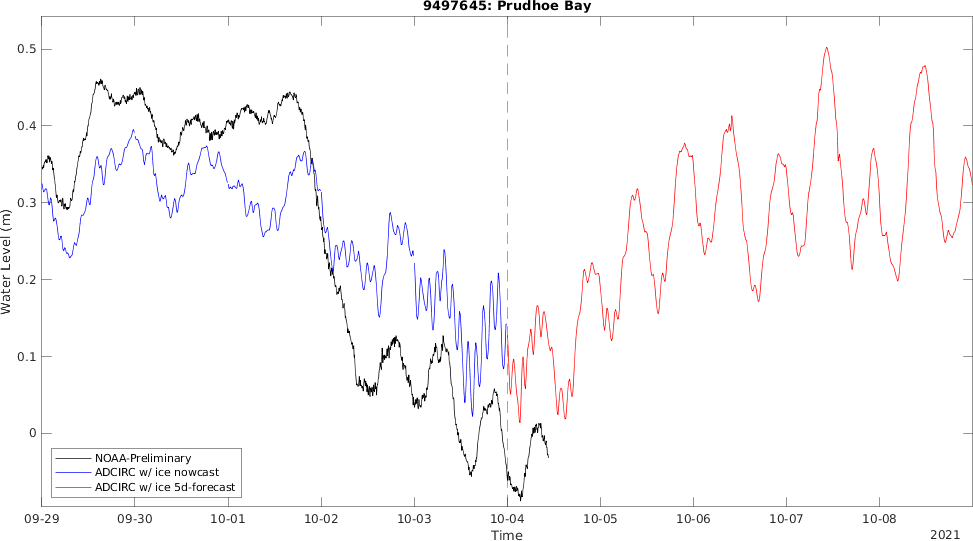 9497645: Prudhoe Bay
Water Level (m)
0.5
0.4
0.3
0.2
0.1
0
NOAA-Preliminary
ADCIRC w/ ice nowcast
ADCIRC w/ ice 5d-forecast
09-29 09-30 10-01 10-02 10-03 10-04 10-05 10-06 10-07 10-08
Time
2021